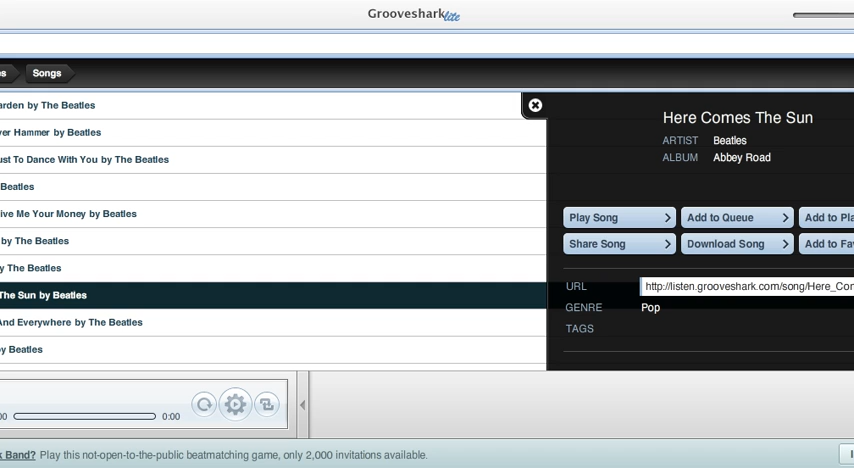 Grooveshark lite
es Songs
arden by The Beatles
ver Hammer by Beatles
ust To Dance With You by The Beatles
Beatles
ive Me Your Money by Beatles
by The Beatles
y The Beatles
The Sun by Beatles
And Everywhere by The Beatles
by Beatles
Here Comes The Sun
ARTIST Beatles
ALBUM Abbey Road
Play Song Add to Queue Add to Pla
Share Song Download Song Add to Fav
URL http://listen.grooveshark.com/song/Here_Con
GENRE Pop
TAGS
00 0:00
k Band? Play this not-open-to-the-public beatmatching game, only 2,000 invitations available.